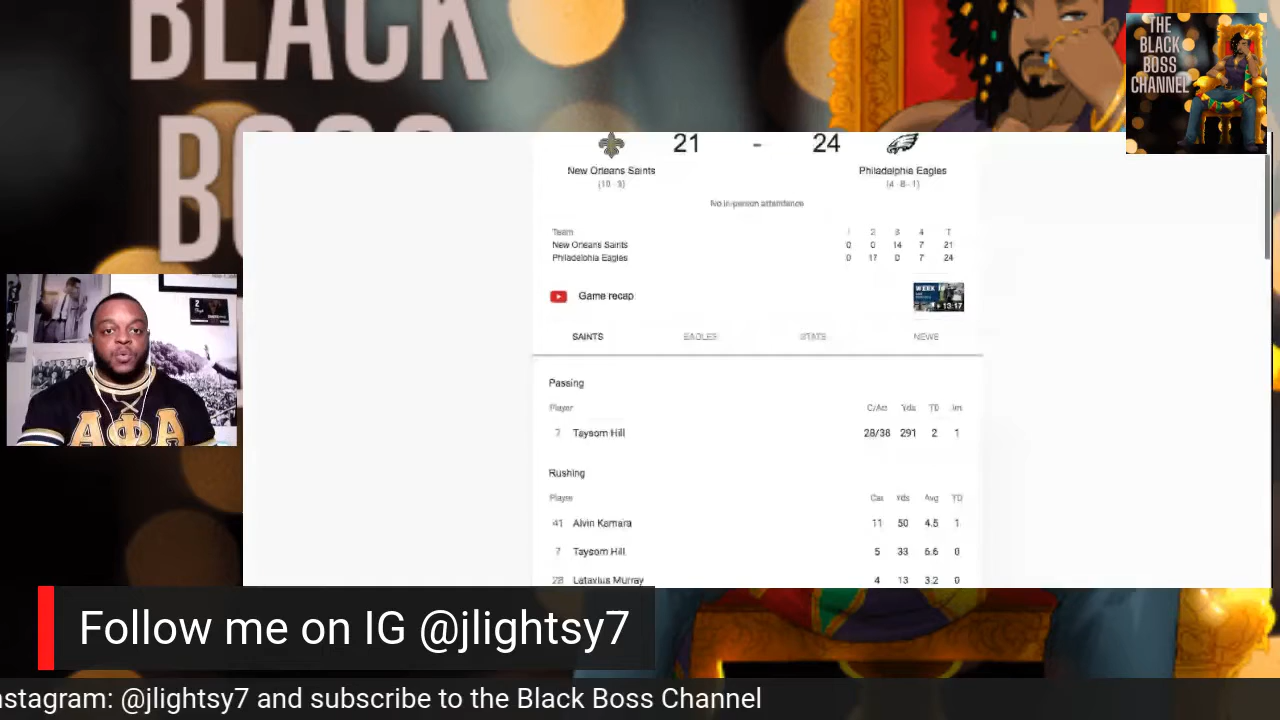 BLACK
THE
BLACK
BOSS
CHANNEL
21 - 24
New Orleans Saints Philadelphia Eagles
(10 3) (4 8 1)
No in-person attendance
Team 1 2 3 4 T
New Orleans Saints 0 0 14 7 21
Philadelphia Eagles 0 17 0 7 24
Game recap
WEEK
13:17
SAINTS EAGLES STATS NEWS
Passing
Player C/Att Yds TD Int
7 Taysom Hill 28/38 291 2 1
Rushing
Player Car Yds Avg TD
41 Alvin Kamara 11 50 4.5 1
7 Taysom Hill 5 33 6.6 0
28 Latavius Murray 4 13 3.2 0
ΑΦΑ
Follow me on IG @jlightsy7
nstagram: @jlightsy7 and subscribe to the Black Boss Channel